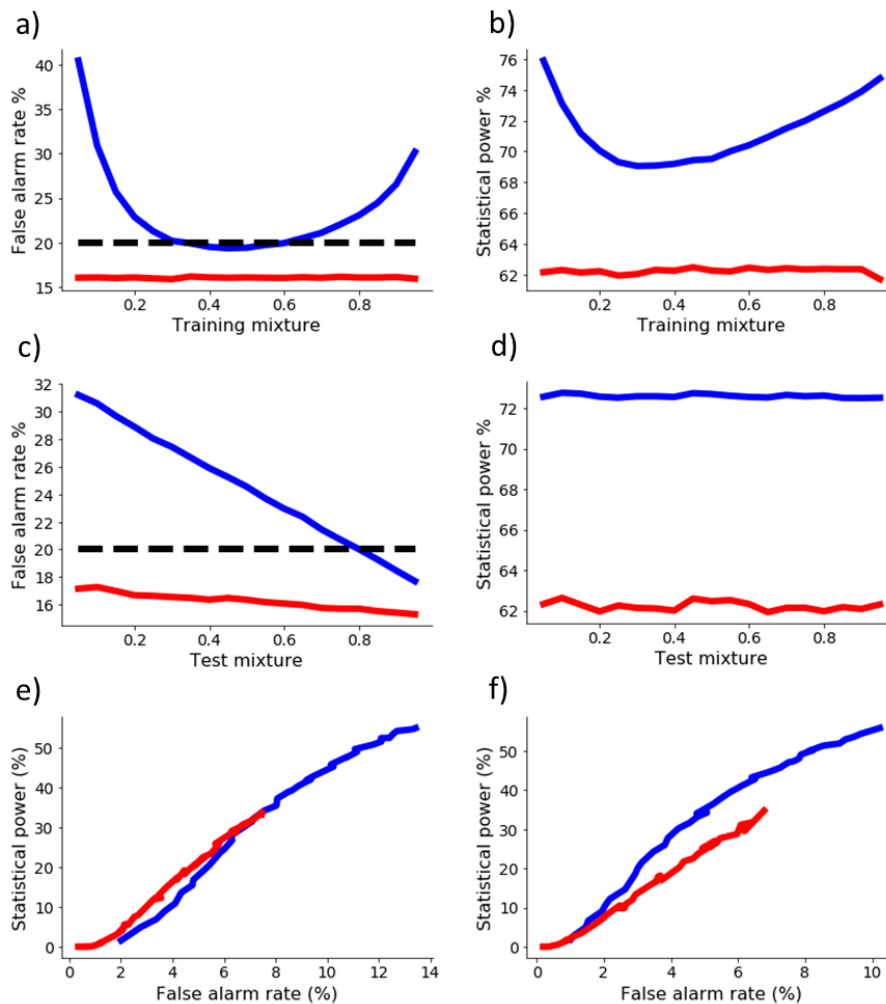 a)
False alarm rate %
40
35
30
25
20
15
0.2 0.4 0.6 0.8
Training mixture
b)
Statistical power %
76
74
72
70
68
66
64
62
0.2 0.4 0.6 0.8
Training mixture
c)
False alarm rate %
32
30
28
26
24
22
20
18
16
0.2 0.4 0.6 0.8
Test mixture
d)
Statistical power %
72
70
68
66
64
62
0.2 0.4 0.6 0.8
Test mixture
e)
Statistical power (%)
50
40
30
20
10
0
0 2 4 6 8 10 12 14
False alarm rate (%)
f)
Statistical power (%)
50
40
30
20
10
0
0 2 4 6 8 10
False alarm rate (%)